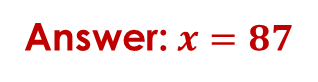 Answer: x = 87